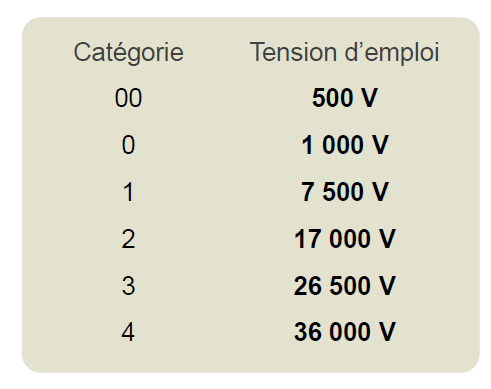 Catégorie Tension d’emploi
00 500 V
0 1 000 V
1 7 500 V
2 17 000 V
3 26 500 V
4 36 000 V